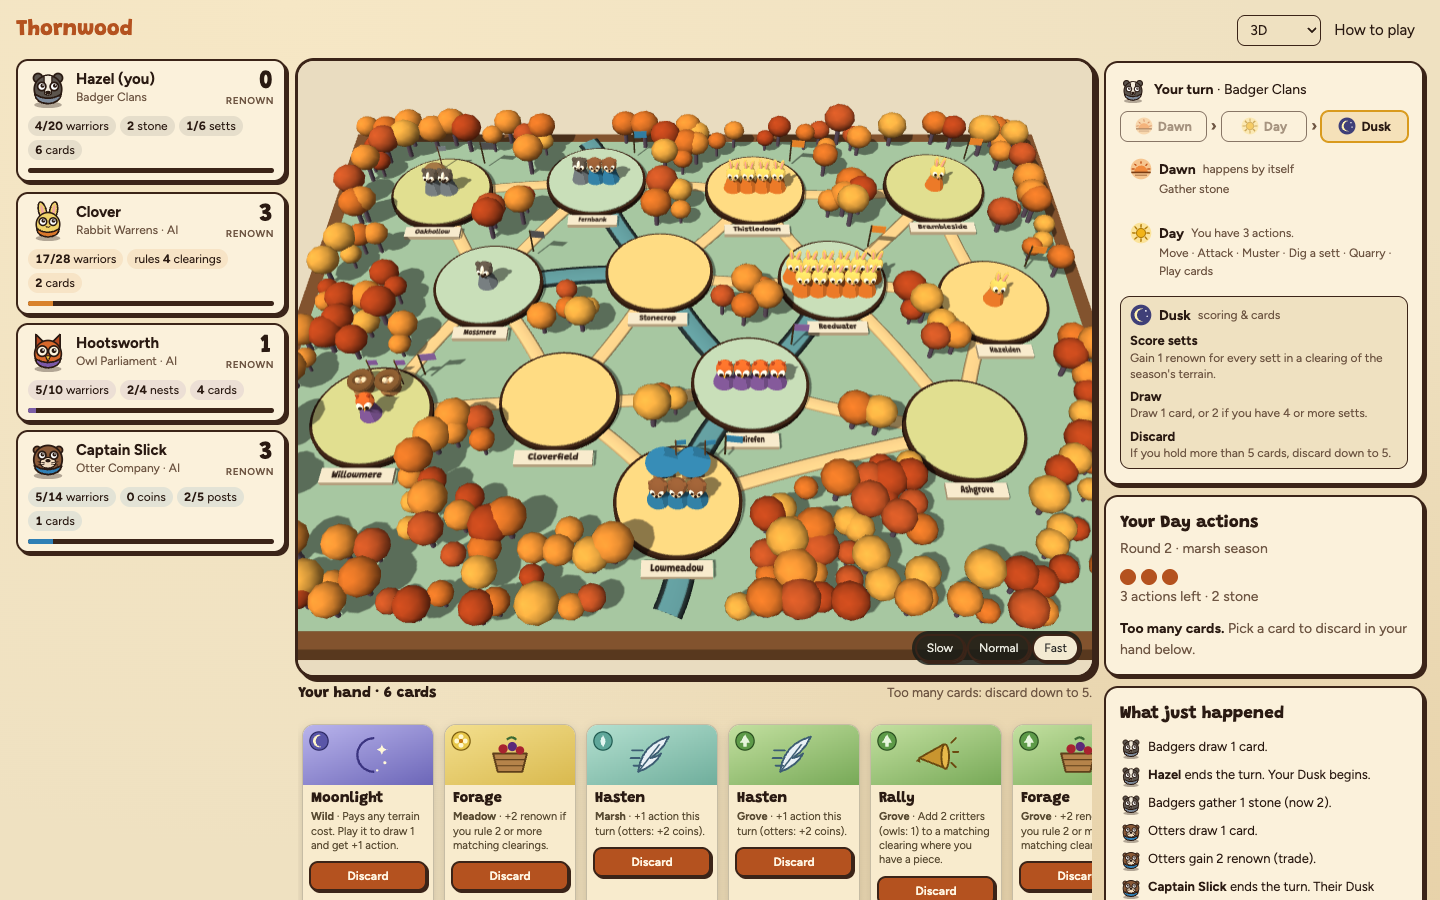 Thornwood
3D
How to play
Hazel (you)
Badger Clans
0
RENOWN
4/20 warriors
2 stone
1/6 setts
6 cards
Clover
Rabbit Warrens · AI
3
RENOWN
17/28 warriors
rules 4 clearings
2 cards
Hootsworth
Owl Parliament · AI
1
RENOWN
5/10 warriors
2/4 nests
4 cards
Captain Slick
Otter Company · AI
3
RENOWN
5/14 warriors
0 coins
2/5 posts
1 cards
Oakhollow
Fernbank
Thistledown
Brambleside
Mossmere
Stonecrop
Reedwater
Hazelden
Willowmere
Cloverfield
Ashgrove
Lowmeadow
Slow
Normal
Fast
Your hand · 6 cards
Too many cards: discard down to 5.
Moonlight
Wild · Pays any terrain
cost. Play it to draw 1
and get +1 action.
Discard
Forage
Meadow · +2 renown if
you rule 2 or more
matching clearings.
Discard
Hasten
Marsh · +1 action this
turn (otters: +2 coins).
Discard
Hasten
Grove · +1 action this
turn (otters: +2 coins).
Discard
Rally
Grove · Add 2 critters
(owls: 1) to a matching
clearing where you
have a piece.
Discard
Forage
Grove · +2 ren
you rule 2 or m
matching clear
Discar
Your turn · Badger Clans
Dawn
›
Day
›
Dusk
Dawn happens by itself
Gather stone
Day You have 3 actions.
Move · Attack · Muster · Dig a sett · Quarry ·
Play cards
Dusk scoring & cards
Score setts
Gain 1 renown for every sett in a clearing of the
season's terrain.
Draw
Draw 1 card, or 2 if you have 4 or more setts.
Discard
If you hold more than 5 cards, discard down to 5.
Your Day actions
Round 2 · marsh season
3 actions left · 2 stone
Too many cards. Pick a card to discard in your
hand below.
What just happened
Badgers draw 1 card.
Hazel ends the turn. Your Dusk begins.
Badgers gather 1 stone (now 2).
Otters draw 1 card.
Otters gain 2 renown (trade).
Captain Slick ends the turn. Their Dusk